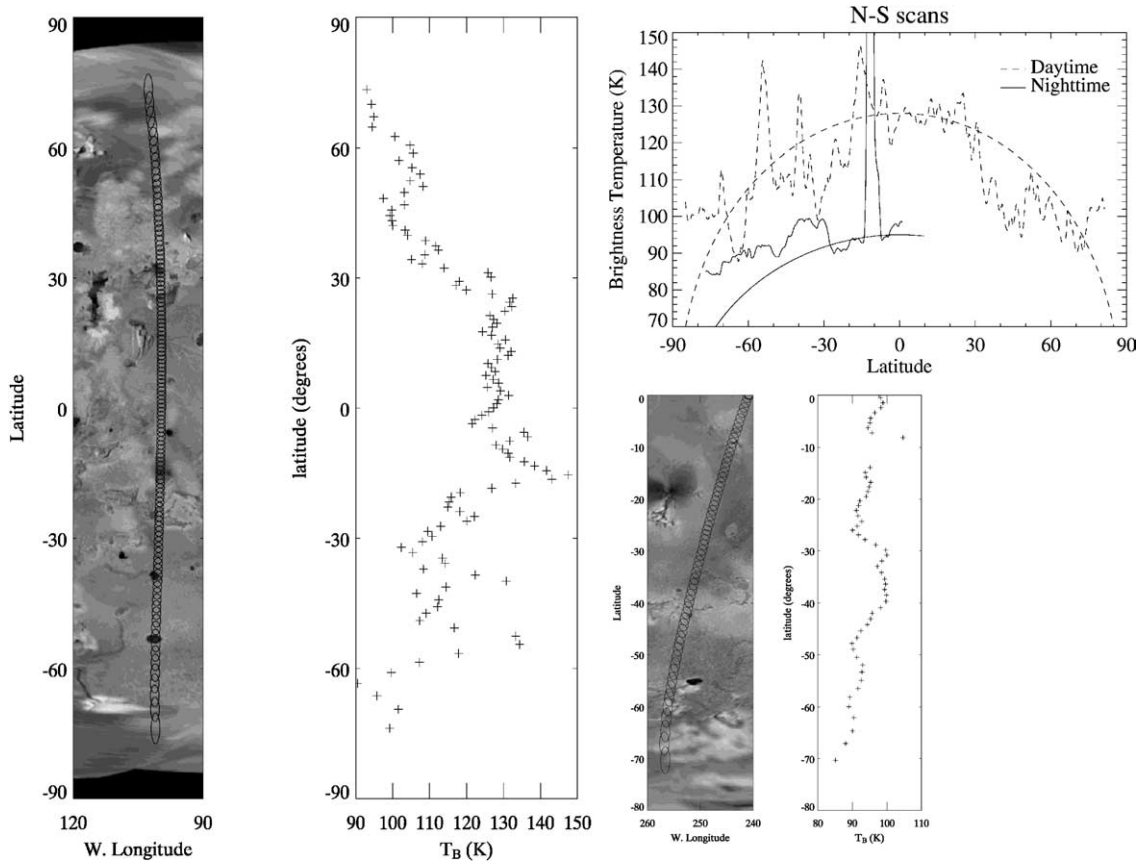 90
60
30
0
-30
-60
-90
Latitude
120
90
W. Longitude
90
60
30
0
-30
-60
-90
latitude (degrees)
90 100 110 120 130 140 150
T_B (K)
N-S scans
150
140
130
120
110
100
90
80
70
Brightness Temperature (K)
Daytime
Nighttime
-90 -60 -30 0 30 60 90
Latitude
0
-10
-20
-30
-40
-50
-60
-70
-80
Latitude
260 250 240
W. Longitude
0
-10
-20
-30
-40
-50
-60
-70
-80
latitude (degrees)
80 90 100 110
T_B (K)